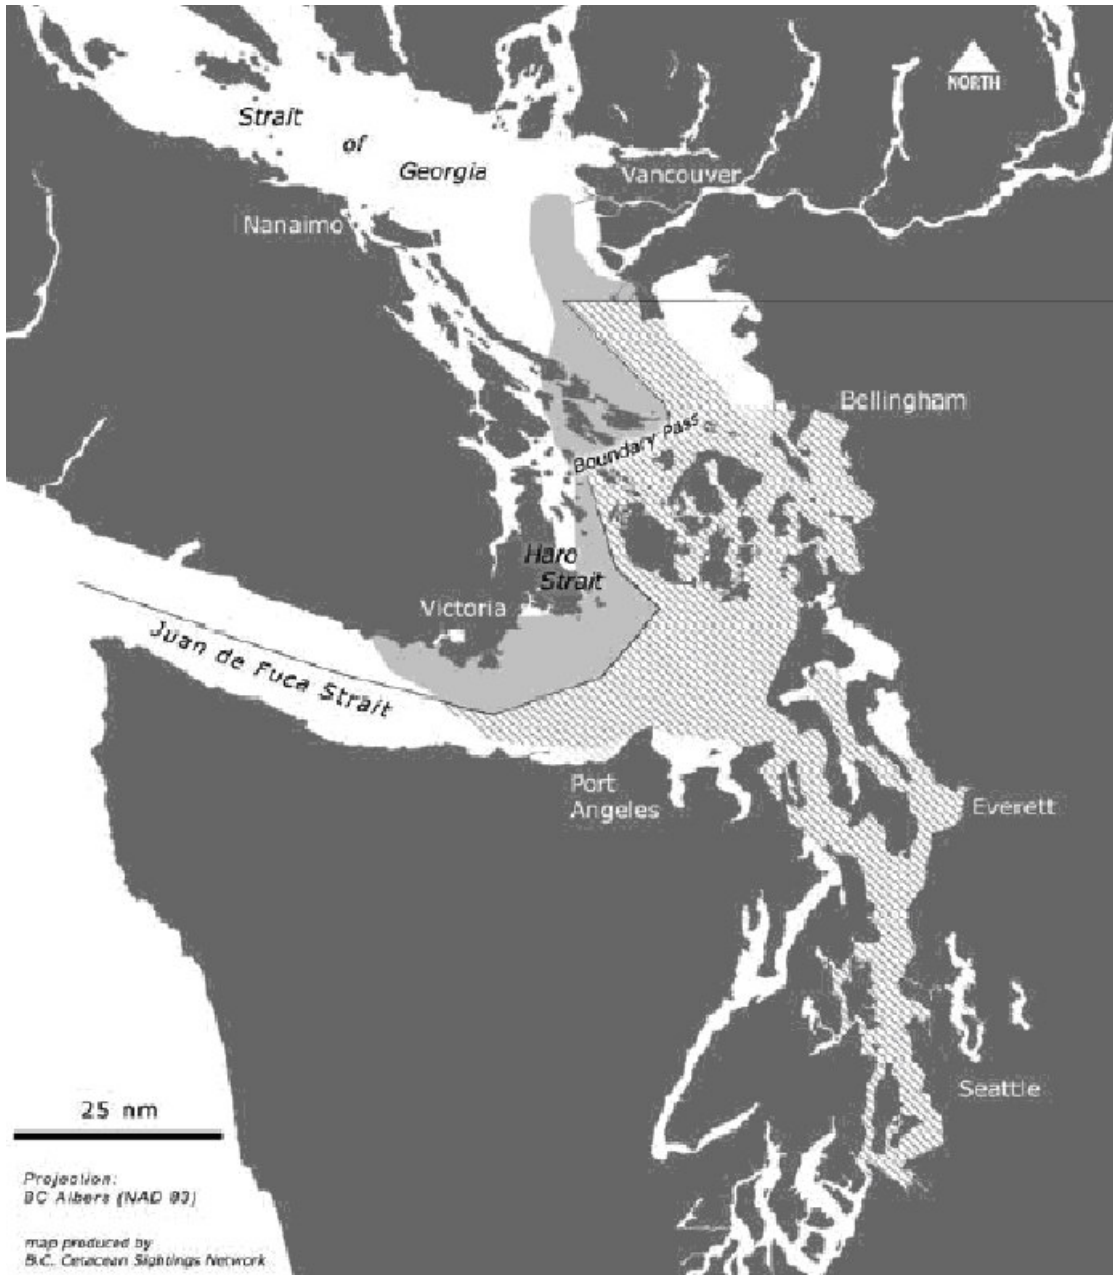 NORTH
Strait
of
Georgia
Vancouver
Nanaimo
Bellingham
Boundary Pass
Haro
Strait
Victoria
Juan de Fuca Strait
Port
Angeles
Everett
Seattle
25 nm
Projection:
BC Albers (NAD 83)
map produced by
B.C. Cetacean Sightings Network